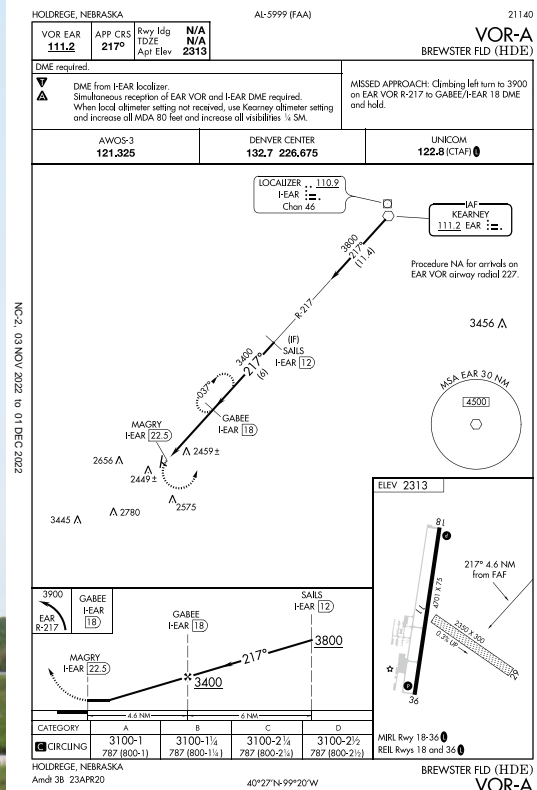 HOLDREGE, NEBRASKA
AL-5999 (FAA)
21140
VOR EAR
111.2
APP CRS
217°
Rwy Idg N/A
TDZE N/A
Apt Elev 2313
VOR-A
BREWSTER FLD (HDE)
DME required.
T
A
DME from I-EAR localizer.
Simultaneous reception of EAR VOR and I-EAR DME required.
When local altimeter setting not received, use Kearney altimeter setting
and increase all MDA 80 feet and increase all visibilities ¼ SM.
MISSED APPROACH: Climbing left turn to 3900
on EAR VOR R-217 to GABEE/I-EAR 18 DME
and hold.
AWOS-3
121.325
DENVER CENTER
132.7 226.675
UNICOM
122.8 (CTAF) L
LOCALIZER 110.9
I-EAR
Chan 46
IAF
KEARNEY
111.2 EAR
3800
217°
(11.4)
Procedure NA for arrivals on
EAR VOR airway radial 227.
R-217
3456
(IF)
SAILS
I-EAR 12
3400
217°
(6)
037°
MSA EAR 30 NM
4500
GABEE
I-EAR 18
MAGRY
I-EAR 22.5
2459±
2656
2449±
2575
2780
3445
NC-2, 03 NOV 2022 to 01 DEC 2022
ELEV 2313
18
217° 4.6 NM
from FAF
4701 X 75
2350 X 300
0.3% UP
29
11
36
P
MIRL Rwy 18-36 L
REIL Rwys 18 and 36 L
3900
EAR
R-217
GABEE
I-EAR
18
SAILS
I-EAR 12
GABEE
I-EAR 18
MAGRY
I-EAR 22.5
217°
3800
3400
4.6 NM
6 NM
CATEGORY A B C D
C CIRCLING
3100-1
787 (800-1)
3100-1¼
787 (800-1¼)
3100-2¼
787 (800-2¼)
3100-2½
787 (800-2½)
HOLDREGE, NEBRASKA
Amdt 3B 23APR20
40°27'N-99°20'W
BREWSTER FLD (HDE)
VOR-A